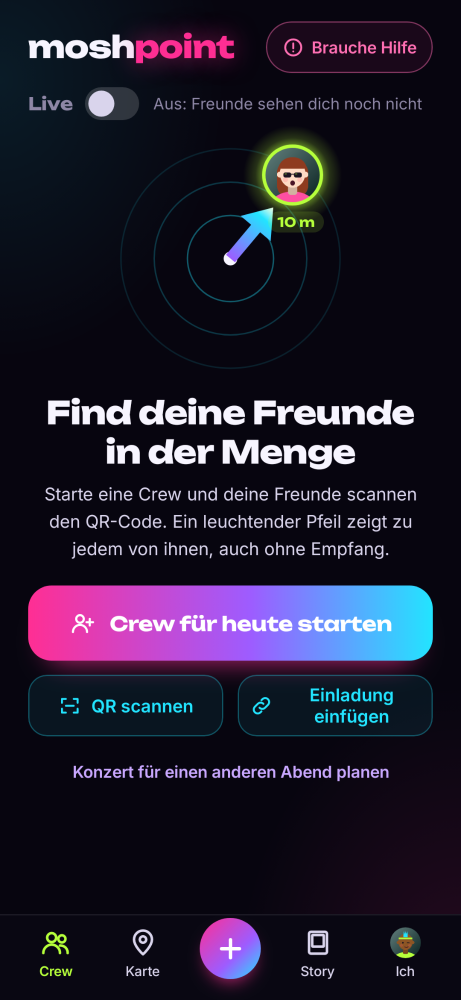 moshpoint
Brauche Hilfe
Live
Aus: Freunde sehen dich noch nicht
10 m
Find deine Freunde
in der Menge
Starte eine Crew und deine Freunde scannen
den QR-Code. Ein leuchtender Pfeil zeigt zu
jedem von ihnen, auch ohne Empfang.
Crew für heute starten
QR scannen
Einladung
einfügen
Konzert für einen anderen Abend planen
Crew
Karte
Story
Ich